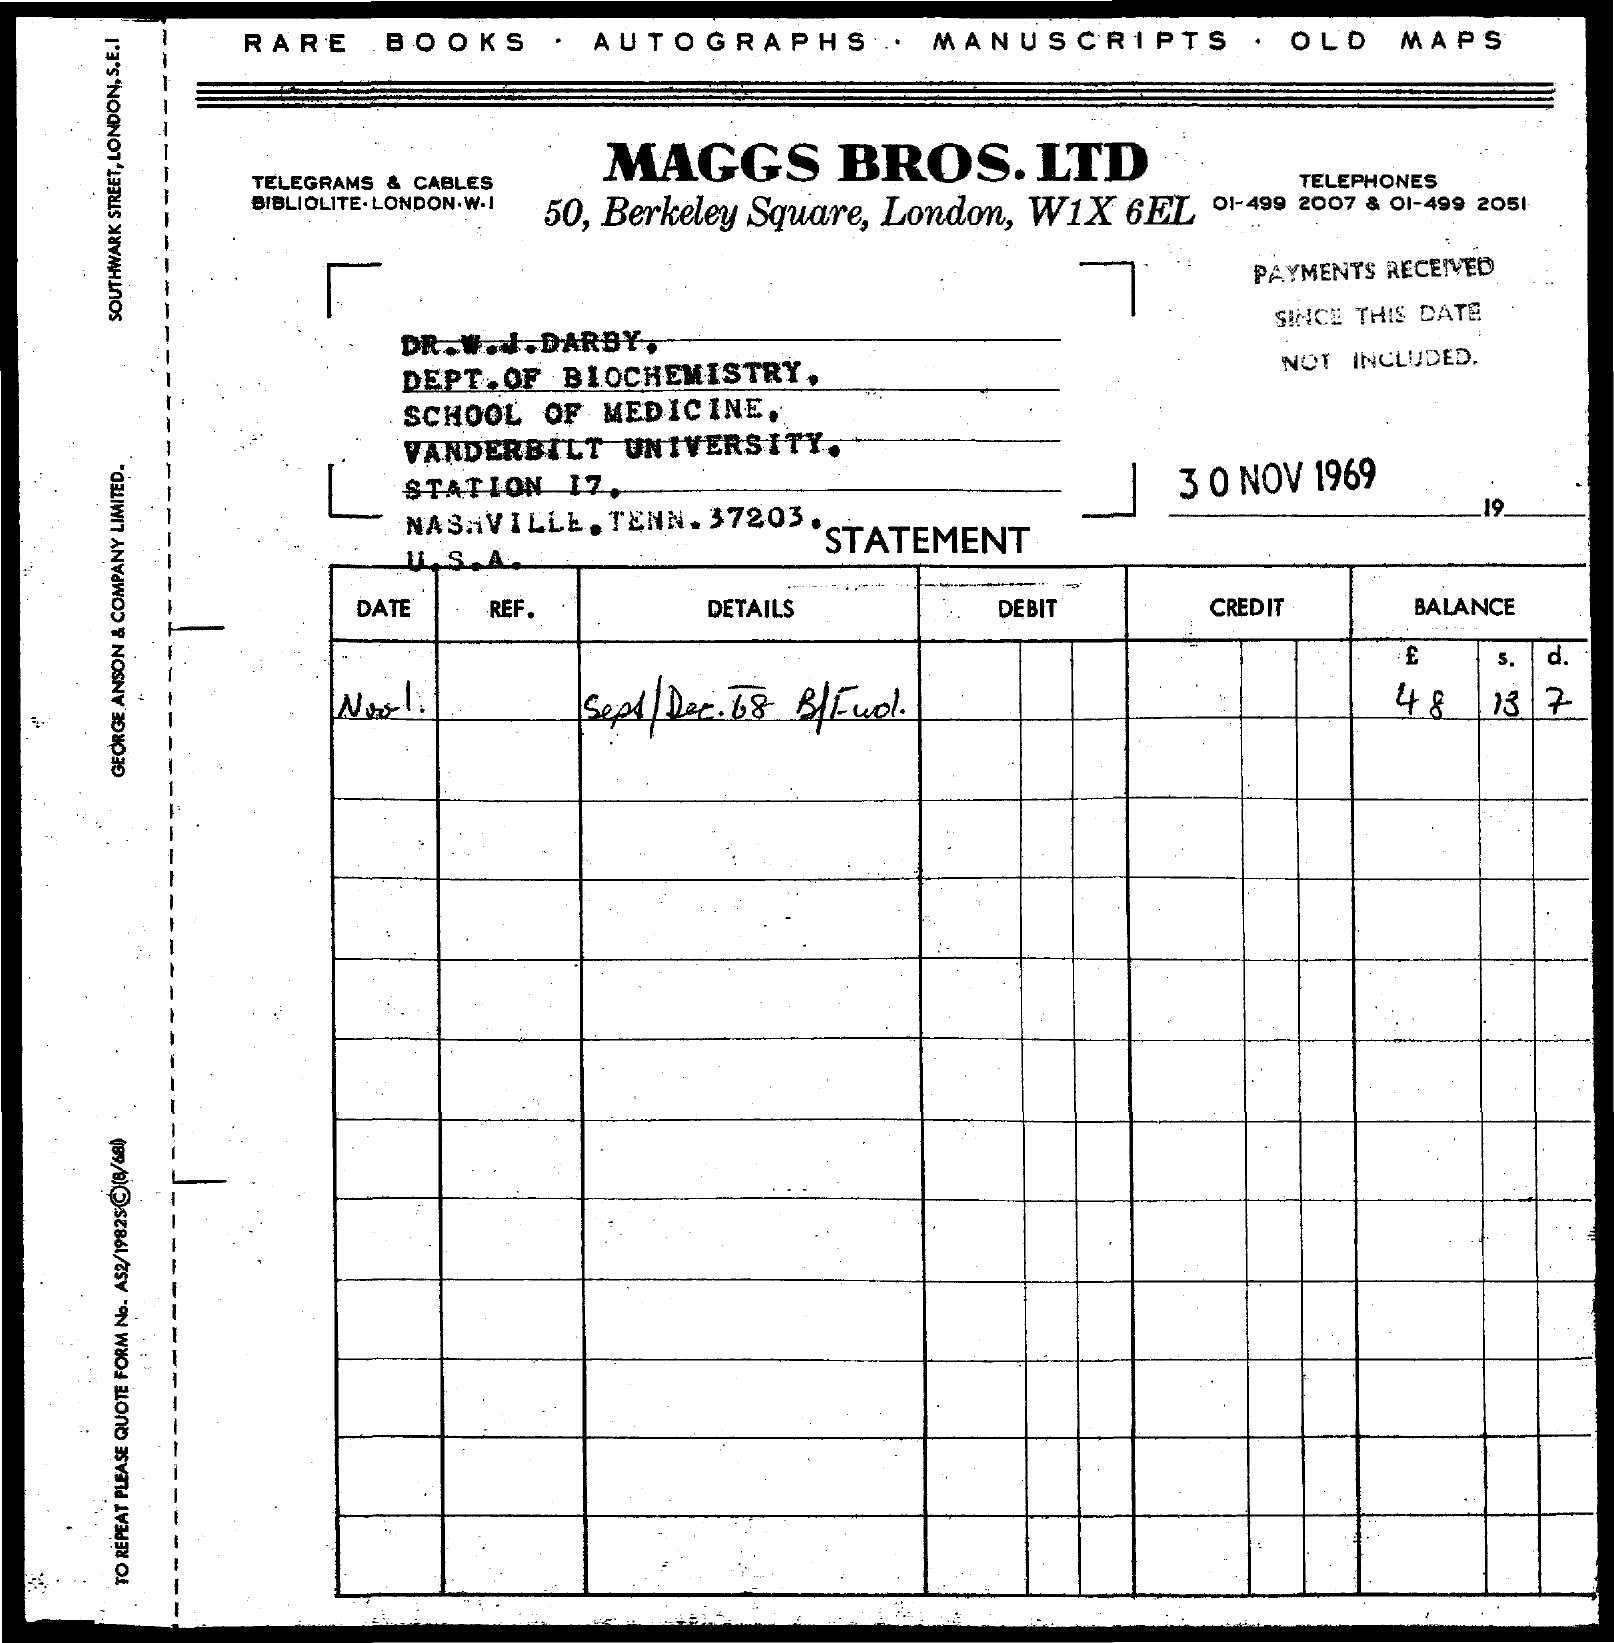 RARE BOOKS · AUTOGRAPHS · MANUSCRIPTS · OLD MAPS
MAGGS BROS. LTD
50, Berkeley Square, London, W1X 6EL
TELEGRAMS & CABLES
BIBLIOLITE·LONDON·W·1
TELEPHONES
01-499 2007 & 01-499 2051
PAYMENTS RECEIVED
SINCE THIS DATE
NOT INCLUDED.
DR.W.J.DARBY.
DEPT.OF BIOCHEMISTRY.
SCHOOL OF MEDICINE.
VANDERBILT UNIVERSITY.
STATION 17.
NASHVILLE.TENN.37203.
U.S.A.
30 NOV 1969
19
STATEMENT
DATE REF. DETAILS DEBIT CREDIT BALANCE
£ s. d.
Nov 1. Sept/Dec. 68 B/Fwd. 48 13 7
SOUTHWARK STREET, LONDON, S.E.1
GEORGE ANSON & COMPANY LIMITED.
TO REPEAT PLEASE QUOTE FORM No. AS2/19825Ⓒ(8/68)